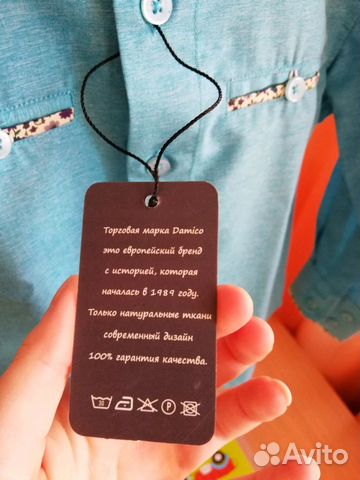 Торговая марка Damico
это европейский бренд
с историей, которая
началась в 1989 году.
Только натуральные ткани
современный дизайн
100% гарантия качества.
30 P
Avito